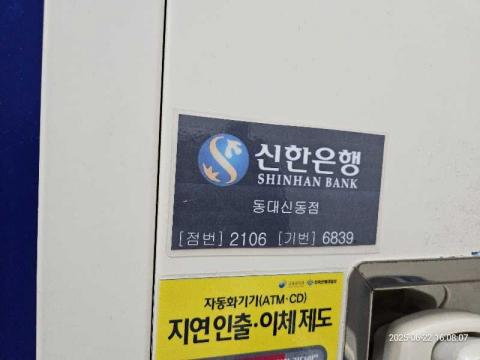 신한은행
SHINHAN BANK
동대신동점
[점번] 2106 [기번] 6839
자동화기기(ATM·CD)
지연 인출·이체 제도
2025-06-22 16:08:07